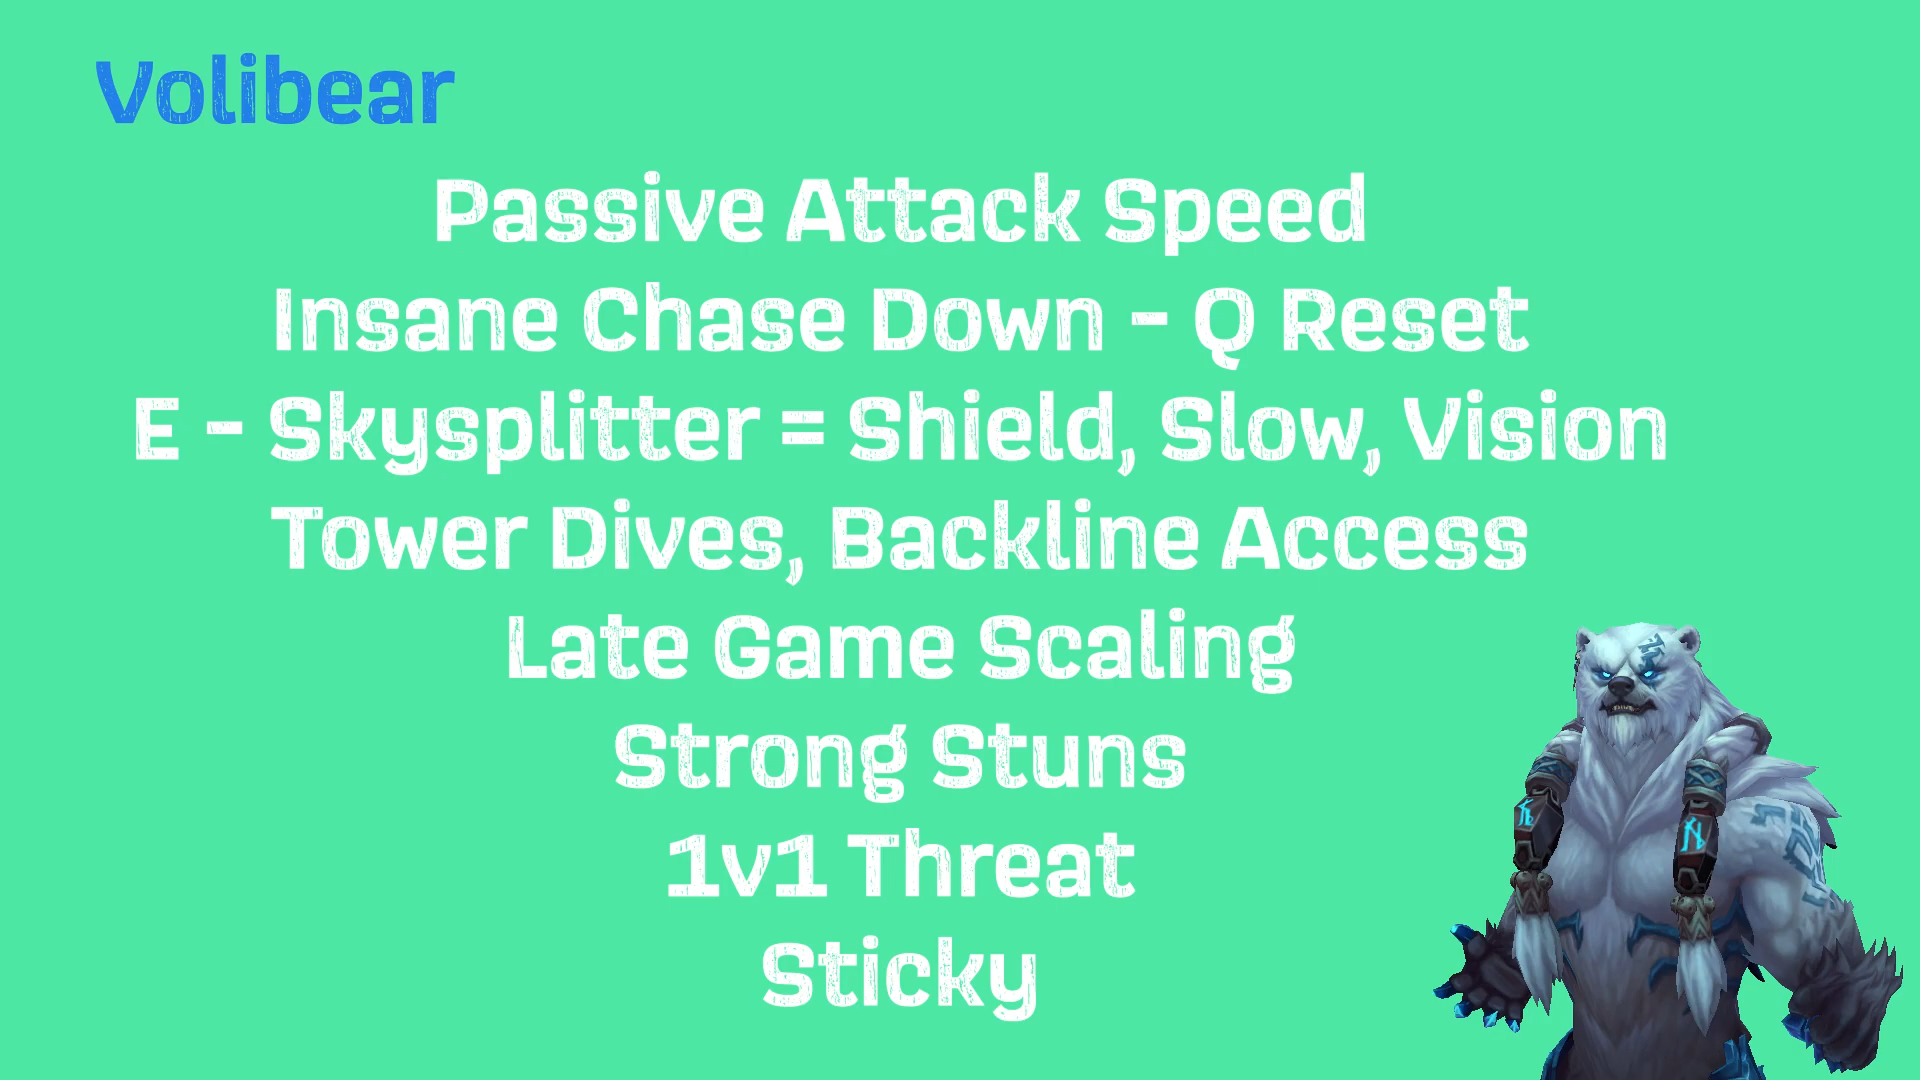 Volibear
Passive Attack Speed
Insane Chase Down - Q Reset
E - Skysplitter = Shield, Slow, Vision
Tower Dives, Backline Access
Late Game Scaling
Strong Stuns
1v1 Threat
Sticky